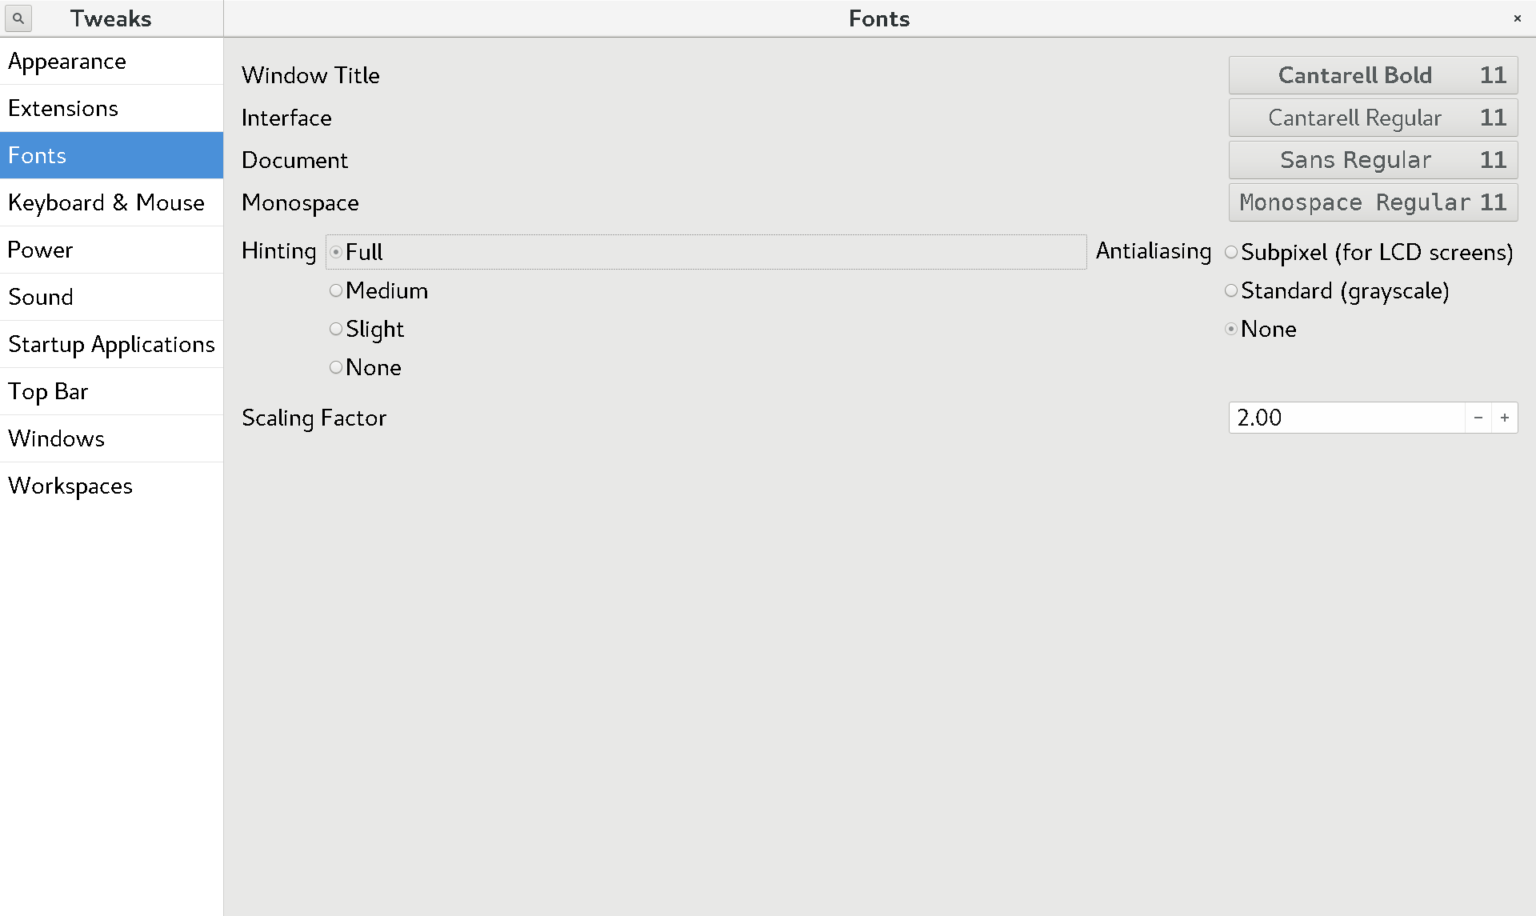 Tweaks
Fonts
Appearance
Extensions
Fonts
Keyboard & Mouse
Power
Sound
Startup Applications
Top Bar
Windows
Workspaces
Window Title Cantarell Bold 11
Interface Cantarell Regular 11
Document Sans Regular 11
Monospace Monospace Regular 11
Hinting Full Antialiasing Subpixel (for LCD screens)
Medium Standard (grayscale)
Slight None
None
Scaling Factor 2.00 − +